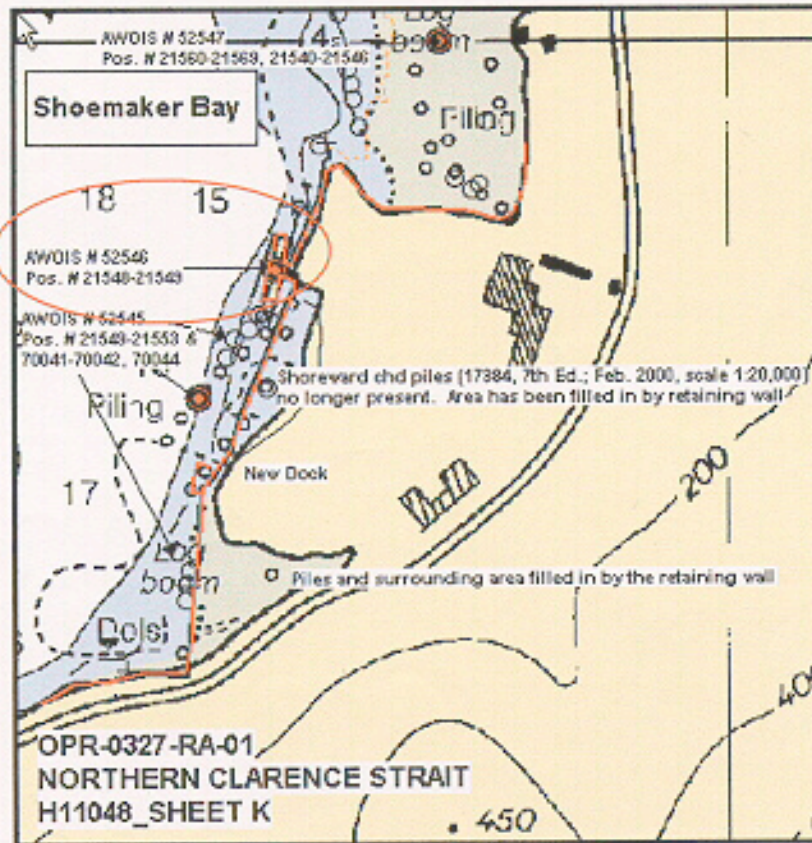 Log
boom
AWOIS # 52547
Pos. # 21560-21569, 21540-21546
4
Shoemaker Bay
Piling
18
15
AWOIS # 52546
Pos. # 21548-21549
AWOIS # 52545
Pos. # 21549-21553 &
70041-70042, 70044
Shoreward chd piles (17384, 7th Ed.; Feb. 2000, scale 1:20,000)
no longer present. Area has been filled in by retaining wall
Piling
New Dock
17
200
Log
boom
Piles and surrounding area filled in by the retaining wall
Dols
400
OPR-0327-RA-01
NORTHERN CLARENCE STRAIT
H11048_SHEET K
450